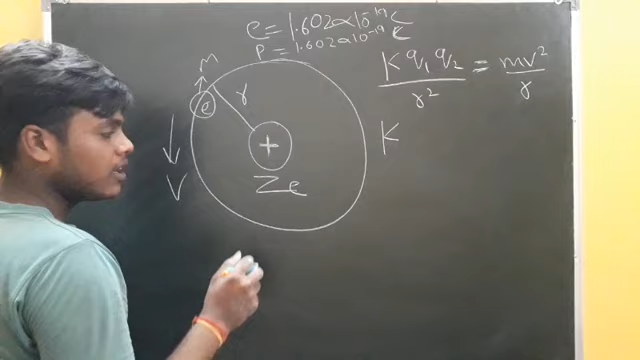 e = 1.602×10⁻¹⁹ C
P = 1.602×10⁻¹⁹ C
K q₁ q₂ / r² = mv² / r
m
e
r
+
K
V
Ze